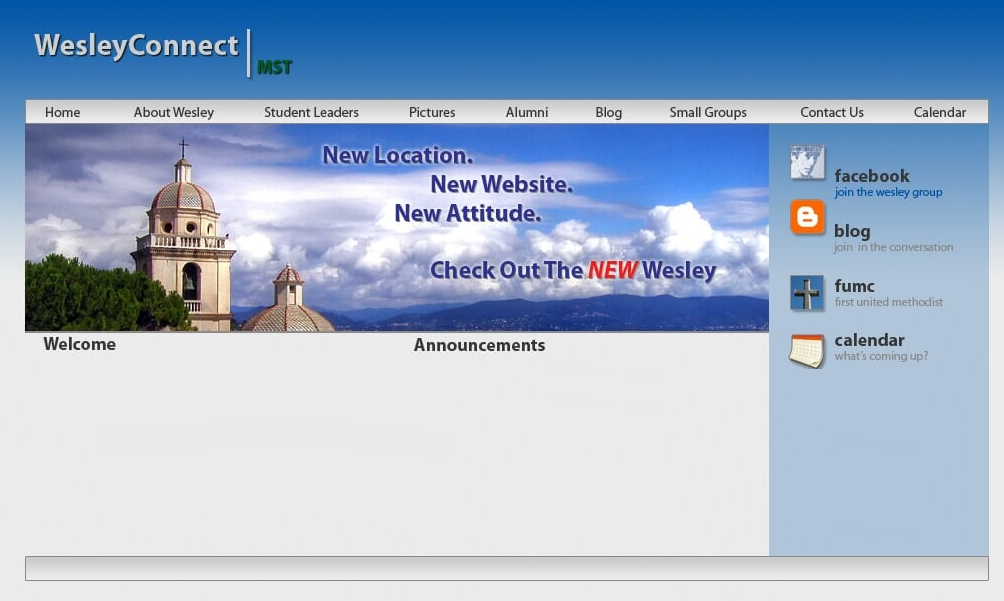 WesleyConnect
MST
Home About Wesley Student Leaders Pictures Alumni Blog Small Groups Contact Us Calendar
New Location.
New Website.
New Attitude.
Check Out The NEW Wesley
facebook
join the wesley group
blog
join in the conversation
fumc
first united methodist
calendar
what's coming up?
Welcome
Announcements